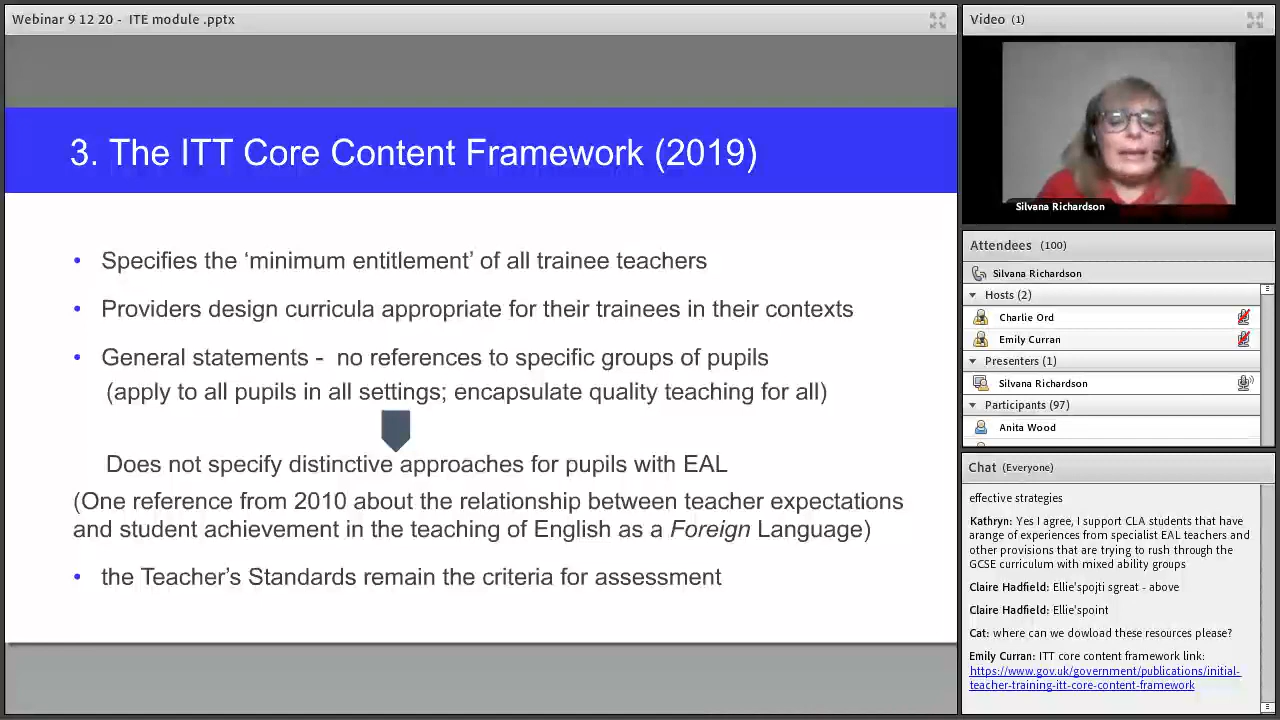 Webinar 9 12 20 - ITE module .pptx
3. The ITT Core Content Framework (2019)
• Specifies the ‘minimum entitlement’ of all trainee teachers
• Providers design curricula appropriate for their trainees in their contexts
• General statements - no references to specific groups of pupils
(apply to all pupils in all settings; encapsulate quality teaching for all)
Does not specify distinctive approaches for pupils with EAL
(One reference from 2010 about the relationship between teacher expectations
and student achievement in the teaching of English as a Foreign Language)
• the Teacher’s Standards remain the criteria for assessment
Video (1)
Silvana Richardson
Attendees (100)
Silvana Richardson
Hosts (2)
Charlie Ord
Emily Curran
Presenters (1)
Silvana Richardson
Participants (97)
Anita Wood
Chat (Everyone)
effective strategies
Kathryn: Yes I agree, I support CLA students that have
arange of experiences from specialist EAL teachers and
other provisions that are trying to rush through the
GCSE curriculum with mixed ability groups
Claire Hadfield: Ellie'spojti sgreat - above
Claire Hadfield: Ellie'spoint
Cat: where can we dowload these resources please?
Emily Curran: ITT core content framework link:
https://www.gov.uk/government/publications/initial-
teacher-training-itt-core-content-framework